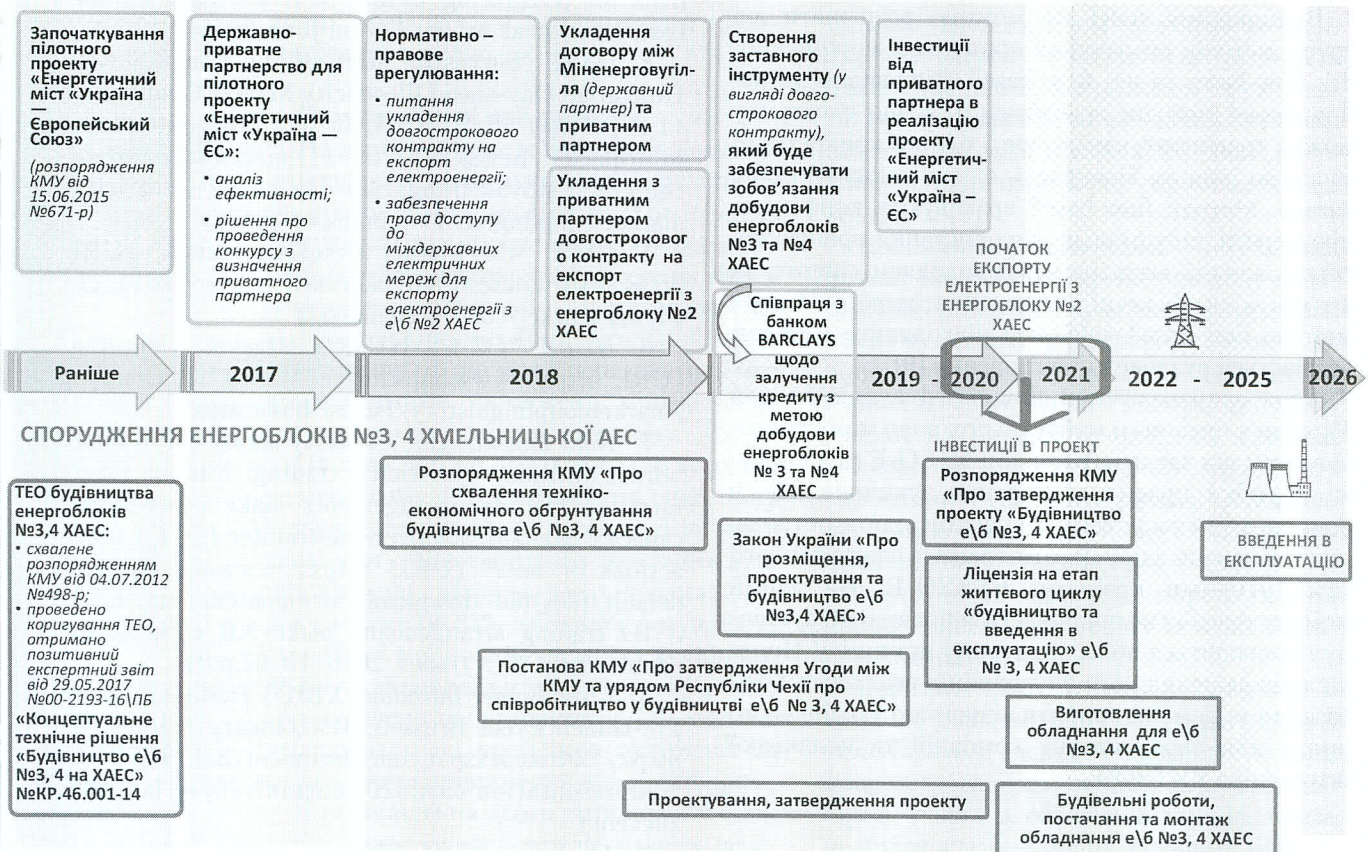 Започаткування
пілотного
проекту
«Енергетичний
міст «Україна
—
Європейський
Союз»
(розпорядження
КМУ від
15.06.2015
№671-р)
Державно-
приватне
партнерство для
пілотного
проекту
«Енергетичний
міст «Україна —
ЄС»:
• аналіз
ефективності;
• рішення про
проведення
конкурсу з
визначення
приватного
партнера
Нормативно –
правове
врегулювання:
• питання
укладення
довгострокового
контракту на
експорт
електроенергії;
• забезпечення
права доступу
до
міждержавних
електричних
мереж для
експорту
електроенергії з
е\б №2 ХАЕС
Укладення
договору між
Міненерговугіл-
ля (державний
партнер) та
приватним
партнером
Укладення з
приватним
партнером
довгостроковог
о контракту на
експорт
електроенергії з
енергоблоку №2
ХАЕС
Створення
заставного
інструменту (у
вигляді довго-
строкового
контракту),
який буде
забезпечувати
зобов’язання
добудови
енергоблоків
№3 та №4
ХАЕС
Співпраця з
банком
BARCLAYS
щодо
залучення
кредиту з
метою
добудови
енергоблоків
№ 3 та №4
ХАЕС
Інвестиції
від
приватного
партнера в
реалізацію
проекту
«Енергетич-
ний міст
«Україна –
ЄС»
ПОЧАТОК
ЕКСПОРТУ
ЕЛЕКТРОЕНЕРГІЇ З
ЕНЕРГОБЛОКУ №2
ХАЕС
Раніше
2017
2018
2019 - 2020
2021
2022 - 2025
2026
СПОРУДЖЕННЯ ЕНЕРГОБЛОКІВ №3, 4 ХМЕЛЬНИЦЬКОЇ АЕС
ІНВЕСТИЦІЇ В ПРОЕКТ
ТЕО будівництва
енергоблоків
№3,4 ХАЕС:
• схвалене
розпорядженням
КМУ від 04.07.2012
№498-р;
• проведено
коригування ТЕО,
отримано
позитивний
експертний звіт
від 29.05.2017
№00-2193-16\ПБ
«Концептуальне
технічне рішення
«Будівництво е\б
№3, 4 на ХАЕС»
№КР.46.001-14
Розпорядження КМУ «Про
схвалення техніко-
економічного обгрунтування
будівництва е\б №3, 4 ХАЕС»
Закон України «Про
розміщення,
проектування та
будівництво е\б
№3,4 ХАЕС»
Постанова КМУ «Про затвердження Угоди між
КМУ та урядом Республіки Чехії про
співробітництво у будівництві е\б № 3, 4 ХАЕС»
Проектування, затвердження проекту
Розпорядження КМУ
«Про затвердження
проекту «Будівництво
е\б №3, 4 ХАЕС»
Ліцензія на етап
життєвого циклу
«будівництво та
введення в
експлуатацію» е\б
№ 3, 4 ХАЕС
Виготовлення
обладнання для е\б
№3, 4 ХАЕС
Будівельні роботи,
постачання та монтаж
обладнання е\б №3, 4 ХАЕС
ВВЕДЕННЯ В
ЕКСПЛУАТАЦІЮ